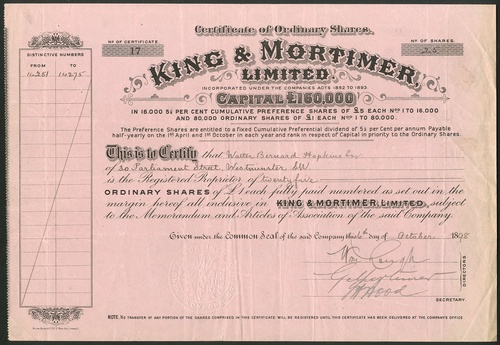 Certificate of Ordinary Shares.
Nº OF CERTIFICATE
17
Nº OF SHARES.
25
DISTINCTIVE NUMBERS
FROM TO
14251 14275
KING & MORTIMER,
LIMITED.
INCORPORATED UNDER THE COMPANIES ACTS 1862 TO 1893.
CAPITAL £160,000
IN 16,000 5½ PER CENT CUMULATIVE PREFERENCE SHARES OF £5 EACH Nºˢ 1 TO 16,000
AND 80,000 ORDINARY SHARES OF £1 EACH Nºˢ 1 TO 80,000.
The Preference Shares are entitled to a fixed Cumulative Preferential dividend of 5½ Per Cent per annum Payable
half-yearly on the 1st April and 1st October in each year and rank in respect of Capital in priority to the Ordinary Shares.
This is to Certify that Walter Bernard Hopkins Esq
of 30 Parliament Street, Westminster SW
is the Registered Proprietor of twenty five
ORDINARY SHARES OF £1 each fully paid numbered as set out in the
margin hereof all inclusive in KING & MORTIMER, LIMITED, subject
to the Memorandum and Articles of Association of the said Company.
Given under the Common Seal of the said Company this 6th day of October 1898
DIRECTORS
SECRETARY.
NOTE. NO TRANSFER OF ANY PORTION OF THE SHARES COMPRISED IN THIS CERTIFICATE WILL BE REGISTERED UNTIL THIS CERTIFICATE HAS BEEN DELIVERED AT THE COMPANY'S OFFICE